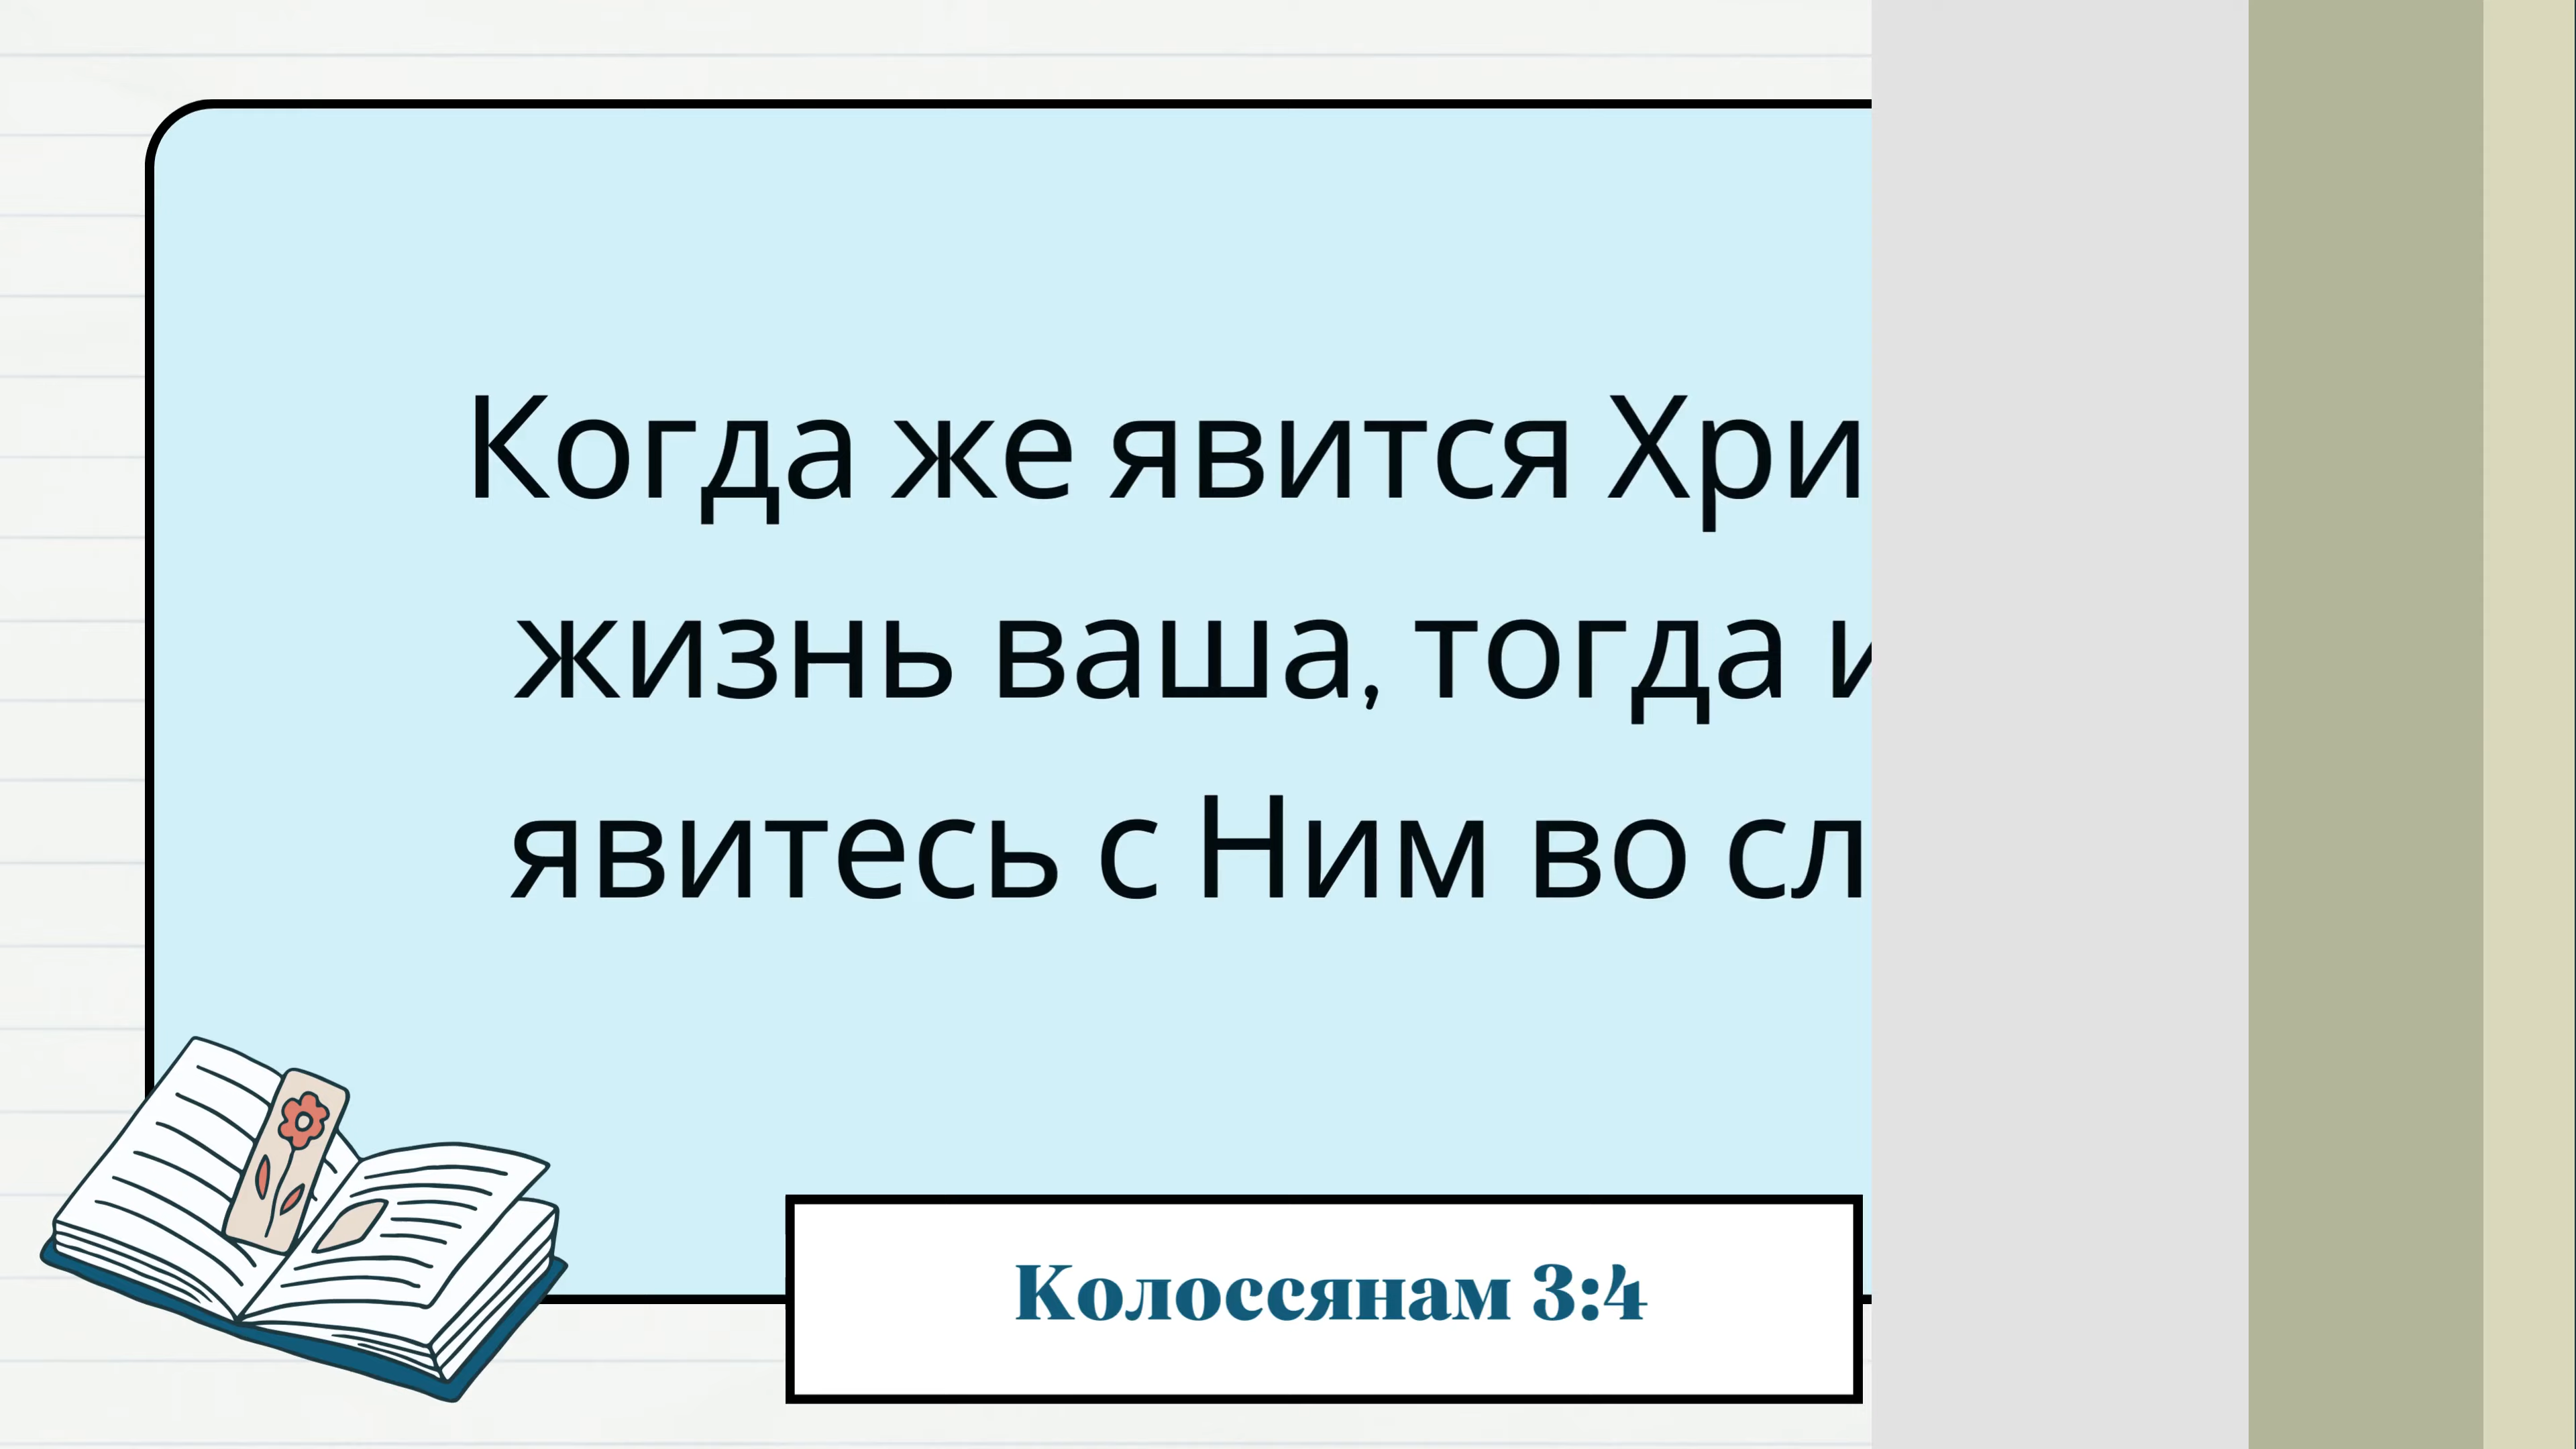 Когда же явится Хри
жизнь ваша, тогда и
явитесь с Ним во сл
Колоссянам 3:4